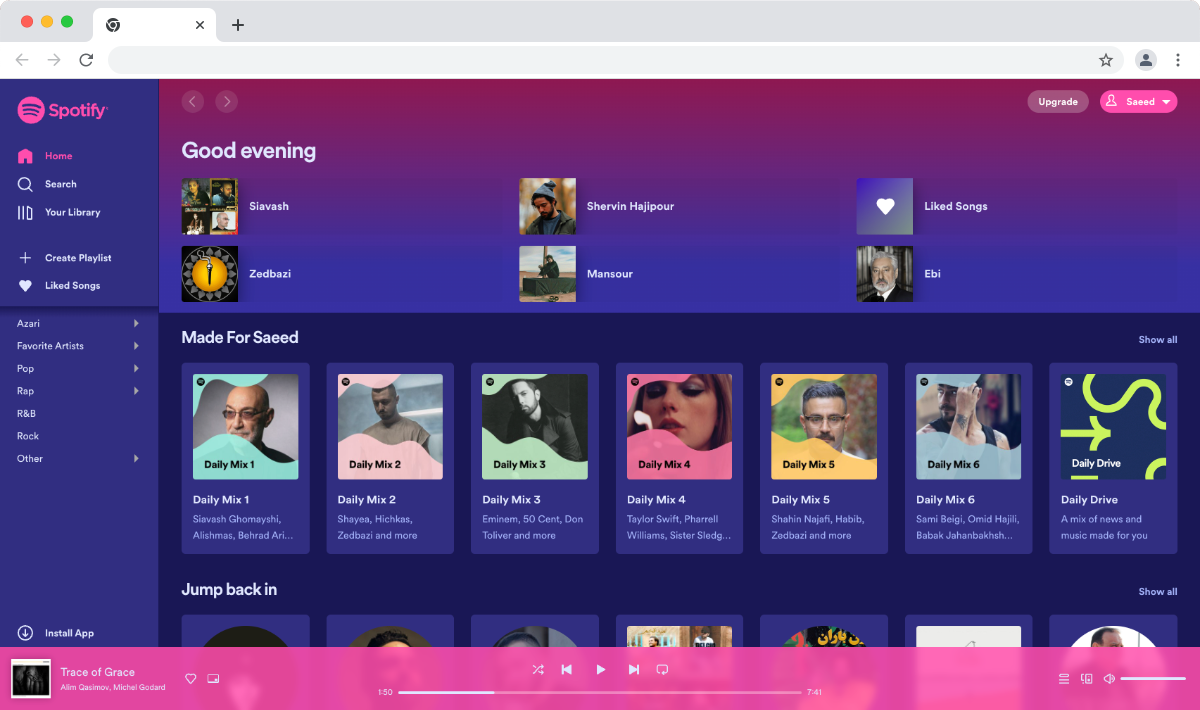 Spotify
Home
Search
Your Library
Create Playlist
Liked Songs
Azari
Favorite Artists
Pop
Rap
R&B
Rock
Other
Install App
Upgrade
Saeed
Good evening
Siavash
Shervin Hajipour
Liked Songs
Zedbazi
Mansour
Ebi
Made For Saeed
Show all
Daily Mix 1
Daily Mix 1
Siavash Ghomayshi,
Alishmas, Behrad Ari...
Daily Mix 2
Daily Mix 2
Shayea, Hichkas,
Zedbazi and more
Daily Mix 3
Daily Mix 3
Eminem, 50 Cent, Don
Toliver and more
Daily Mix 4
Daily Mix 4
Taylor Swift, Pharrell
Williams, Sister Sledg...
Daily Mix 5
Daily Mix 5
Shahin Najafi, Habib,
Zedbazi and more
Daily Mix 6
Daily Mix 6
Sami Beigi, Omid Hajili,
Babak Jahanbakhsh...
Daily Drive
Daily Drive
A mix of news and
music made for you
Jump back in
Show all
باران
Trace of Grace
Alim Qasimov, Michel Godard
1:50
7:41